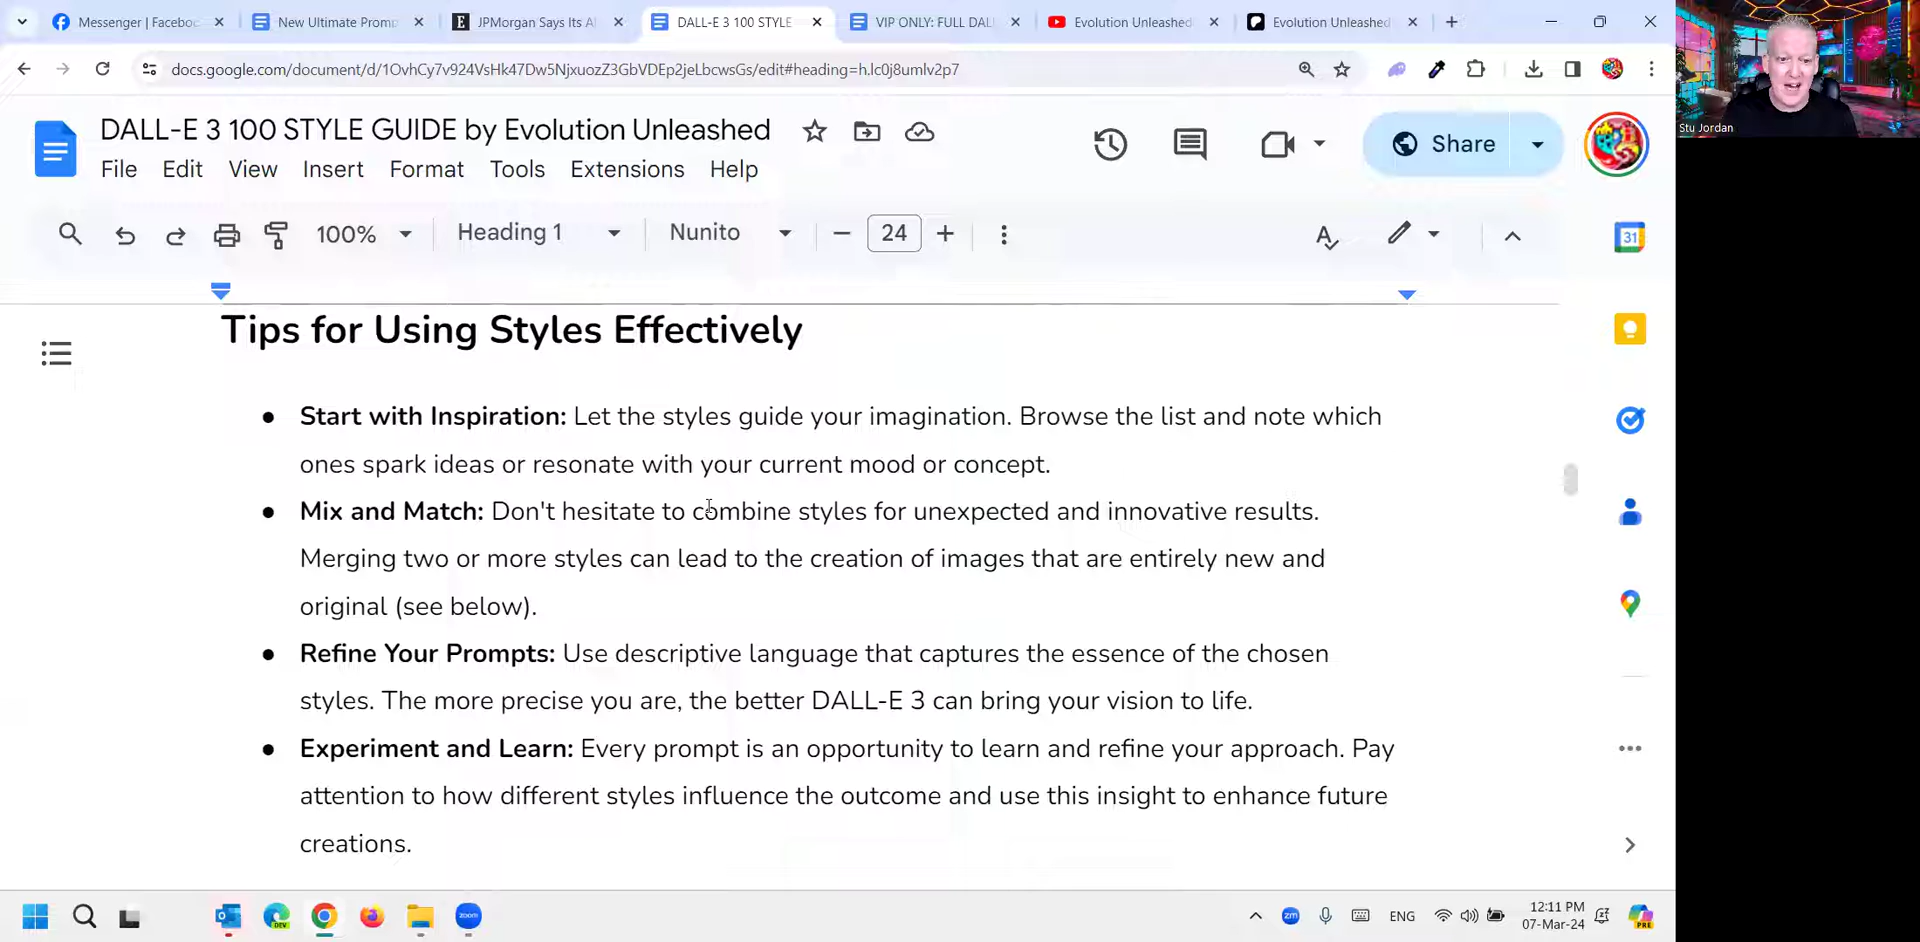 Messenger | Faceboo
New Ultimate Promp
JPMorgan Says Its A
DALL-E 3 100 STYLE
VIP ONLY: FULL DAL
Evolution Unleashed
Evolution Unleashed
docs.google.com/document/d/1OvhCy7v924VsHk47Dw5NjxuozZ3GbVDEp2jeLbcwsGs/edit#heading=h.lc0j8umlv2p7
Stu Jordan
DALL-E 3 100 STYLE GUIDE by Evolution Unleashed
Share
File Edit View Insert Format Tools Extensions Help
100% Heading 1 Nunito 24
31
Tips for Using Styles Effectively
● Start with Inspiration: Let the styles guide your imagination. Browse the list and note which
ones spark ideas or resonate with your current mood or concept.
● Mix and Match: Don't hesitate to combine styles for unexpected and innovative results.
Merging two or more styles can lead to the creation of images that are entirely new and
original (see below).
● Refine Your Prompts: Use descriptive language that captures the essence of the chosen
styles. The more precise you are, the better DALL-E 3 can bring your vision to life.
● Experiment and Learn: Every prompt is an opportunity to learn and refine your approach. Pay
attention to how different styles influence the outcome and use this insight to enhance future
creations.
DEV
zoom
zm
ENG
12:11 PM
07-Mar-24
PRE